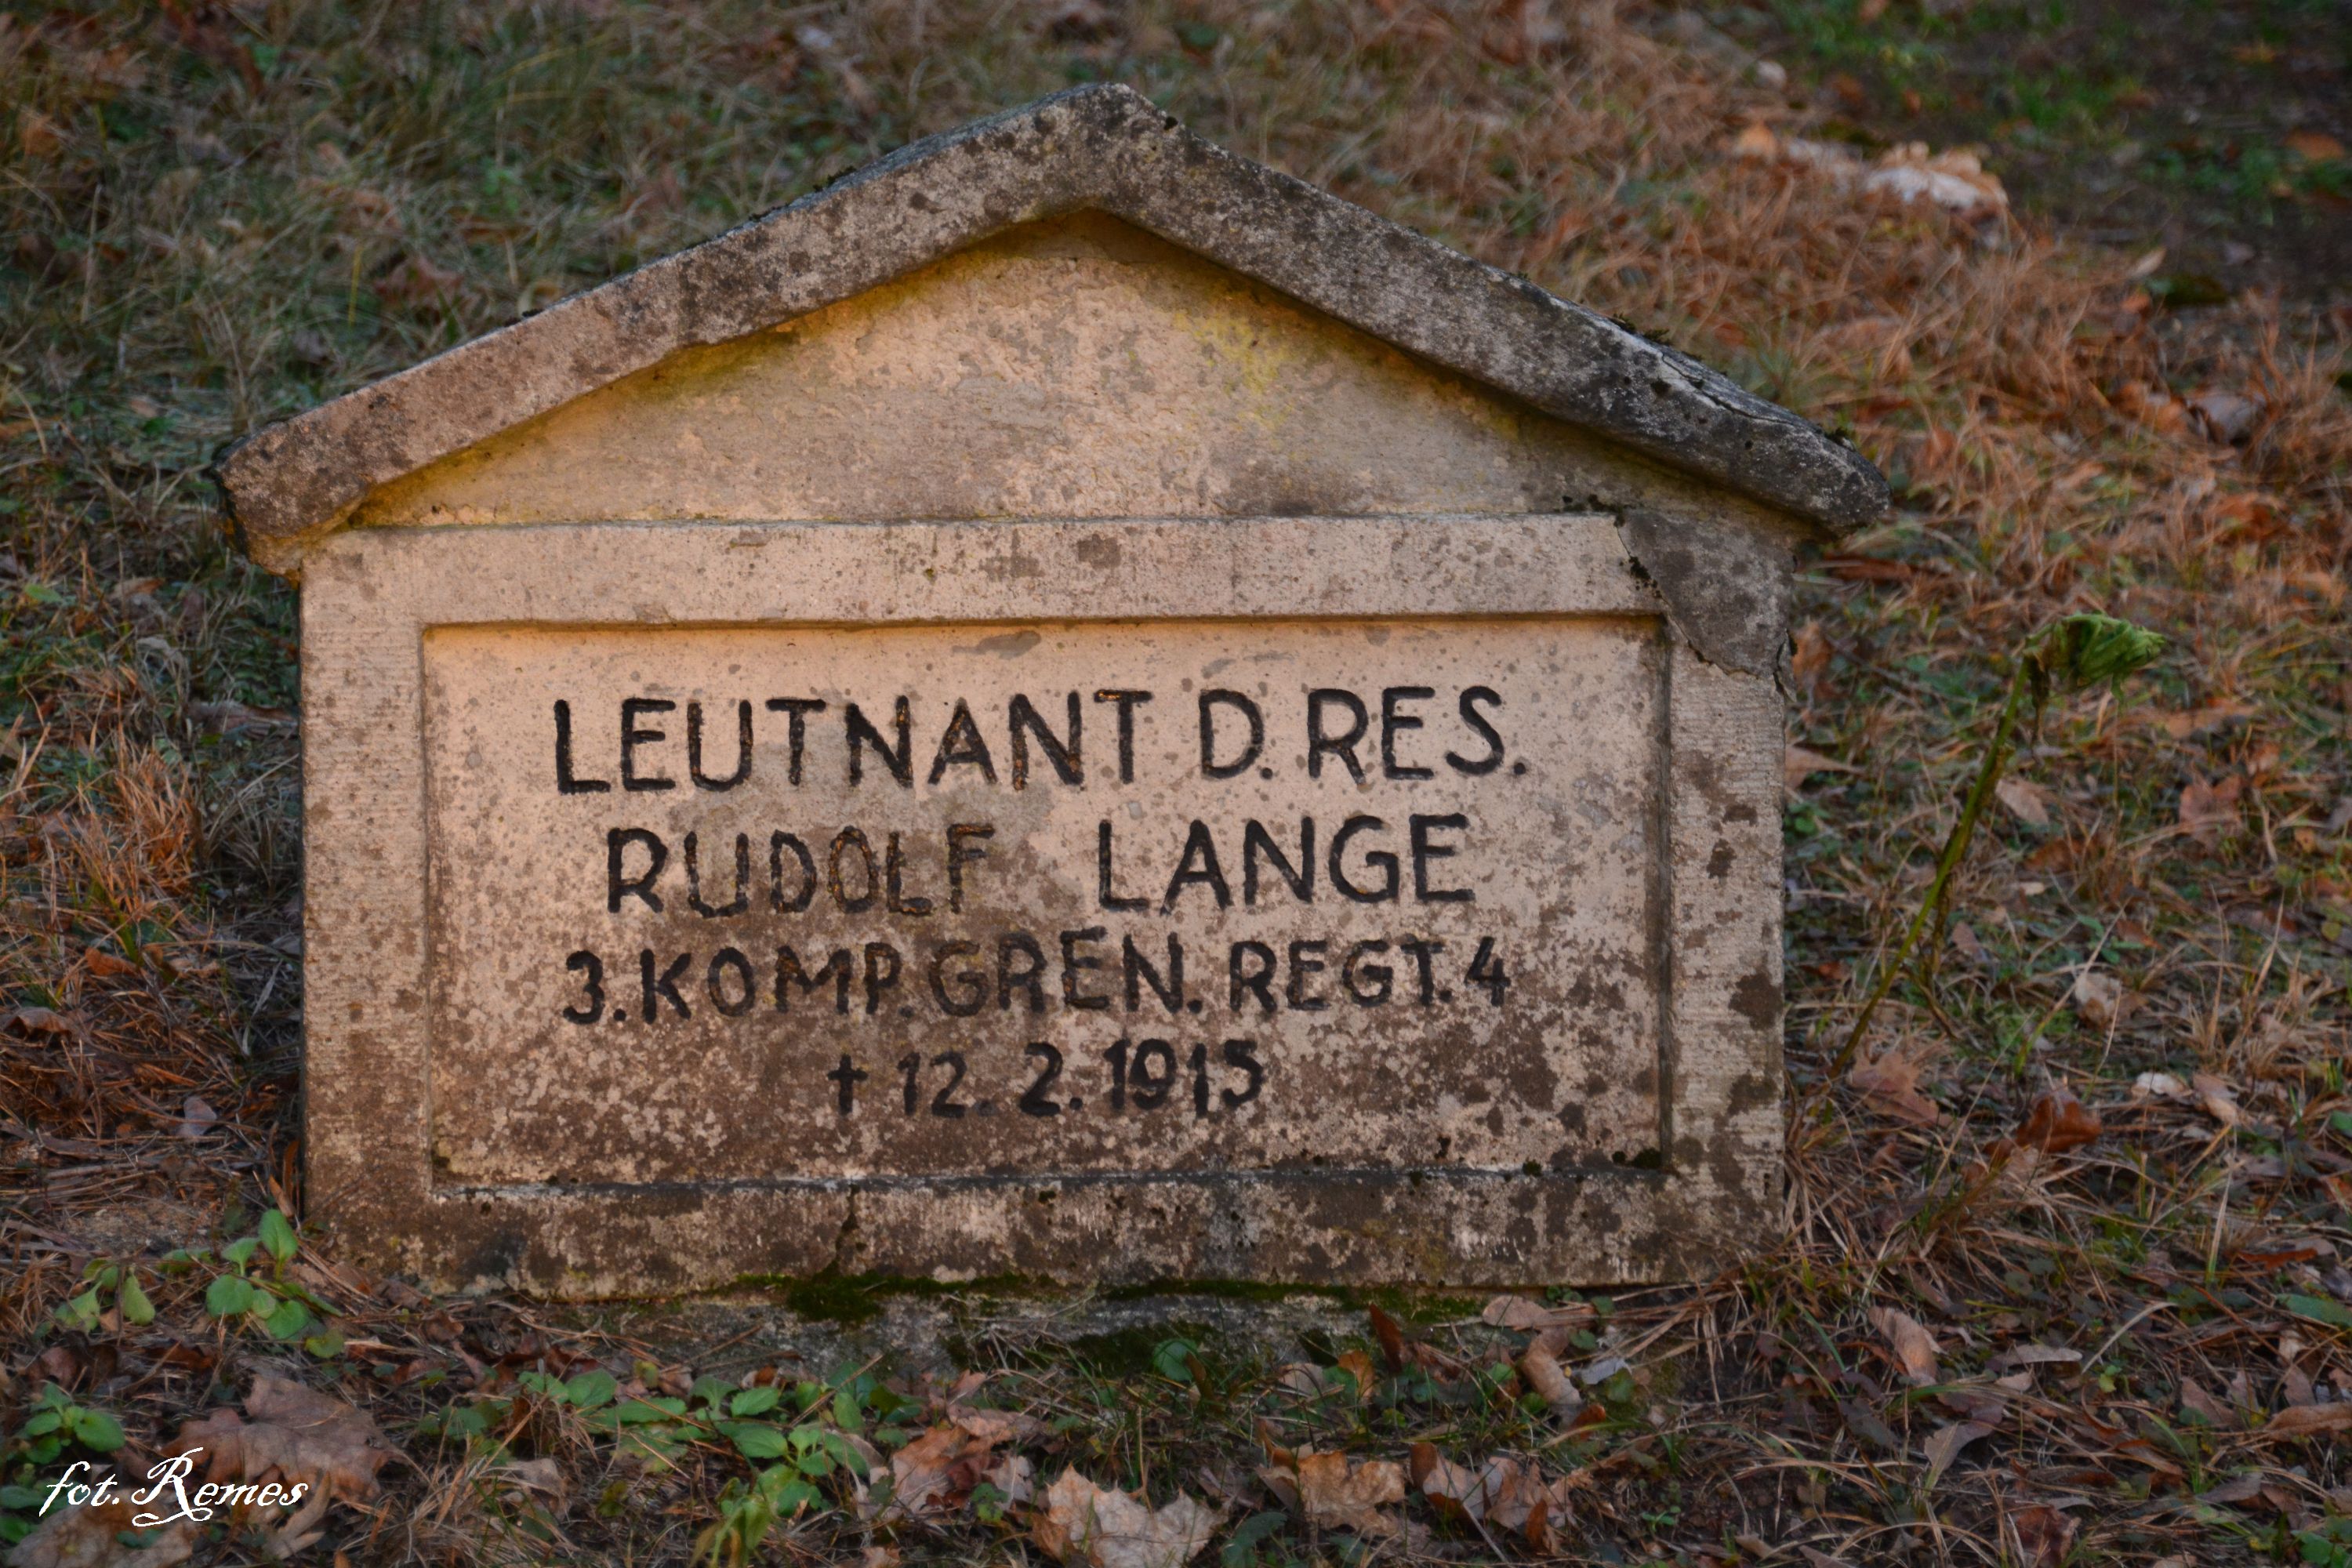 LEUTNANT D. RES.
RUDOLF LANGE
3. KOMP. GREN. REGT. 4
† 12. 2. 1915
fot. Remes